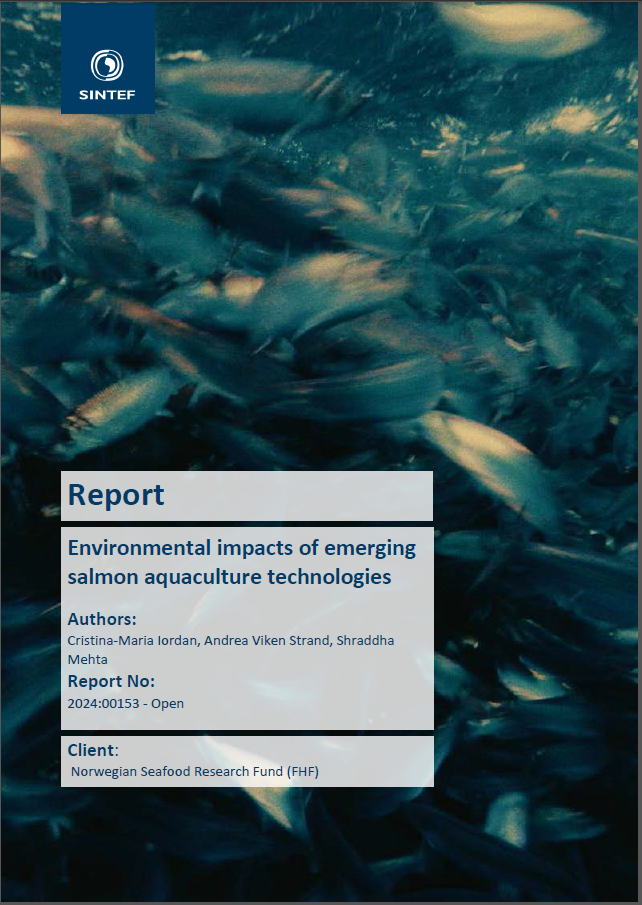 SINTEF
Report
Environmental impacts of emerging
salmon aquaculture technologies
Authors:
Cristina-Maria Iordan, Andrea Viken Strand, Shraddha
Mehta
Report No:
2024:00153 - Open
Client:
Norwegian Seafood Research Fund (FHF)